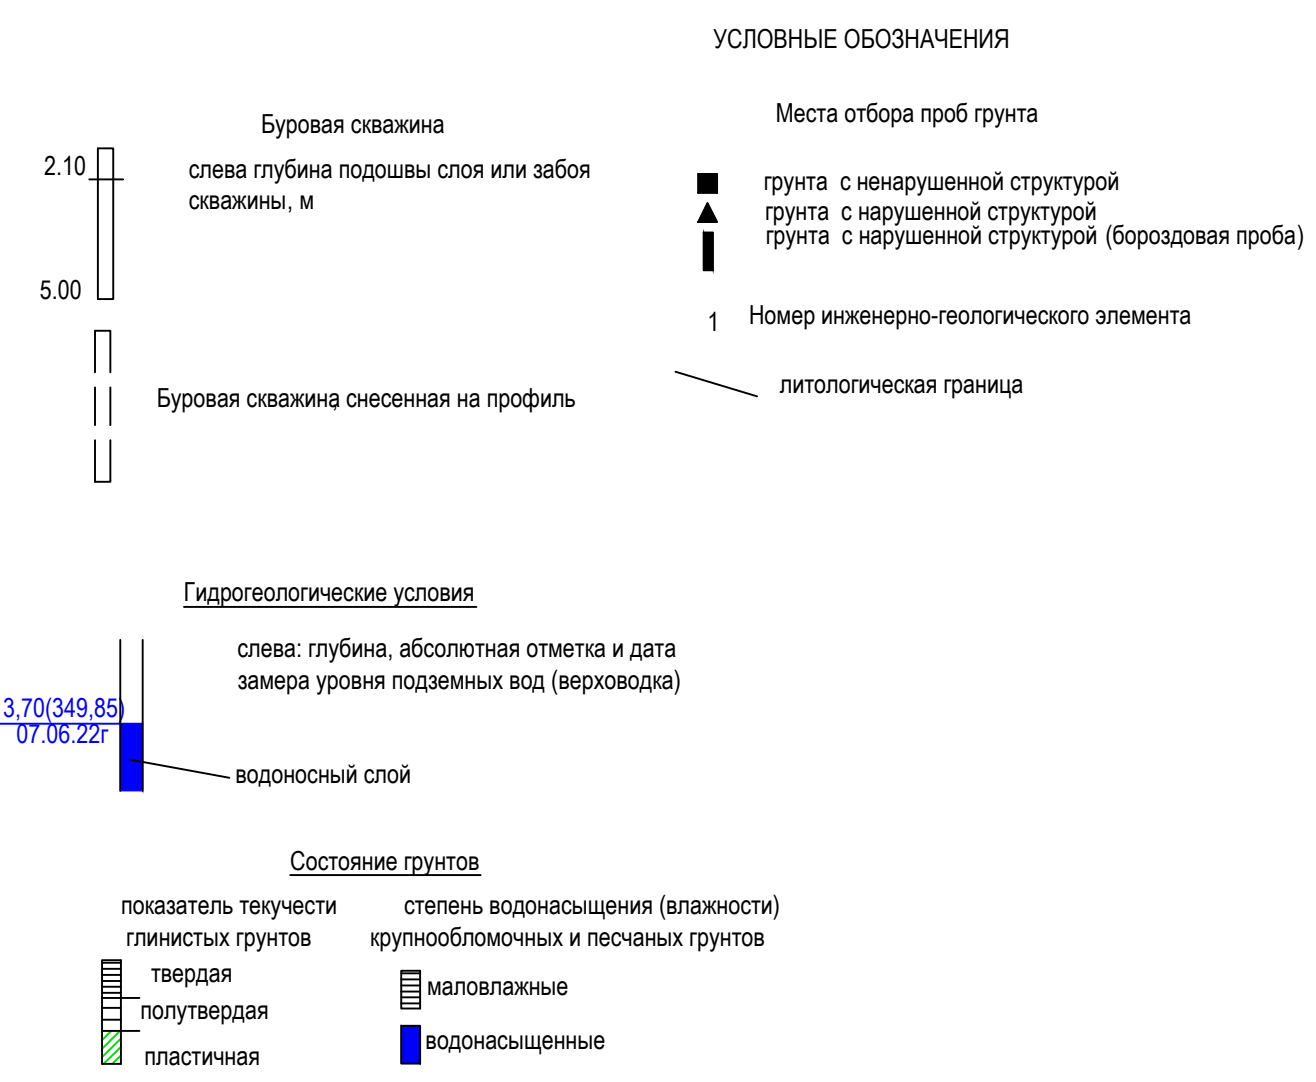 УСЛОВНЫЕ ОБОЗНАЧЕНИЯ
Буровая скважина
2.10
слева глубина подошвы слоя или забоя
скважины, м
5.00
Буровая скважина, снесенная на профиль
Места отбора проб грунта
грунта с ненарушенной структурой
грунта с нарушенной структурой
грунта с нарушенной структурой (бороздовая проба)
1 Номер инженерно-геологического элемента
литологическая граница
Гидрогеологические условия
слева: глубина, абсолютная отметка и дата
замера уровня подземных вод (верховодка)
3,70(349,85)
07.06.22г
водоносный слой
Состояние грунтов
показатель текучести
глинистых грунтов
твердая
полутвердая
пластичная
степень водонасыщения (влажности)
крупнообломочных и песчаных грунтов
маловлажные
водонасыщенные